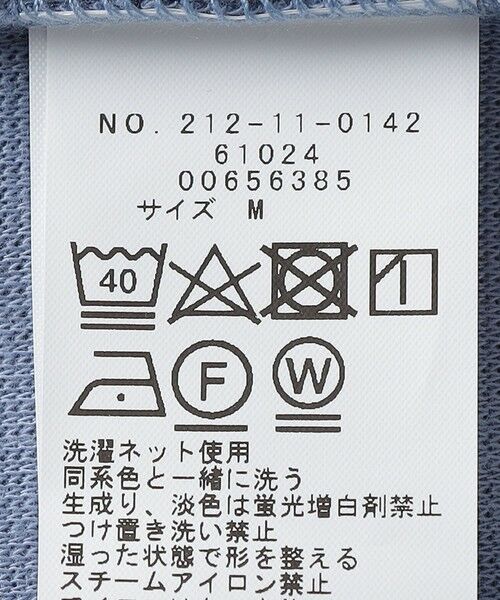 NO. 212-11-0142
61024
00656385
サイズ M
40
F W
洗濯ネット使用
同系色と一緒に洗う
生成り、淡色は蛍光増白剤禁止
つけ置き洗い禁止
湿った状態で形を整える
スチームアイロン禁止